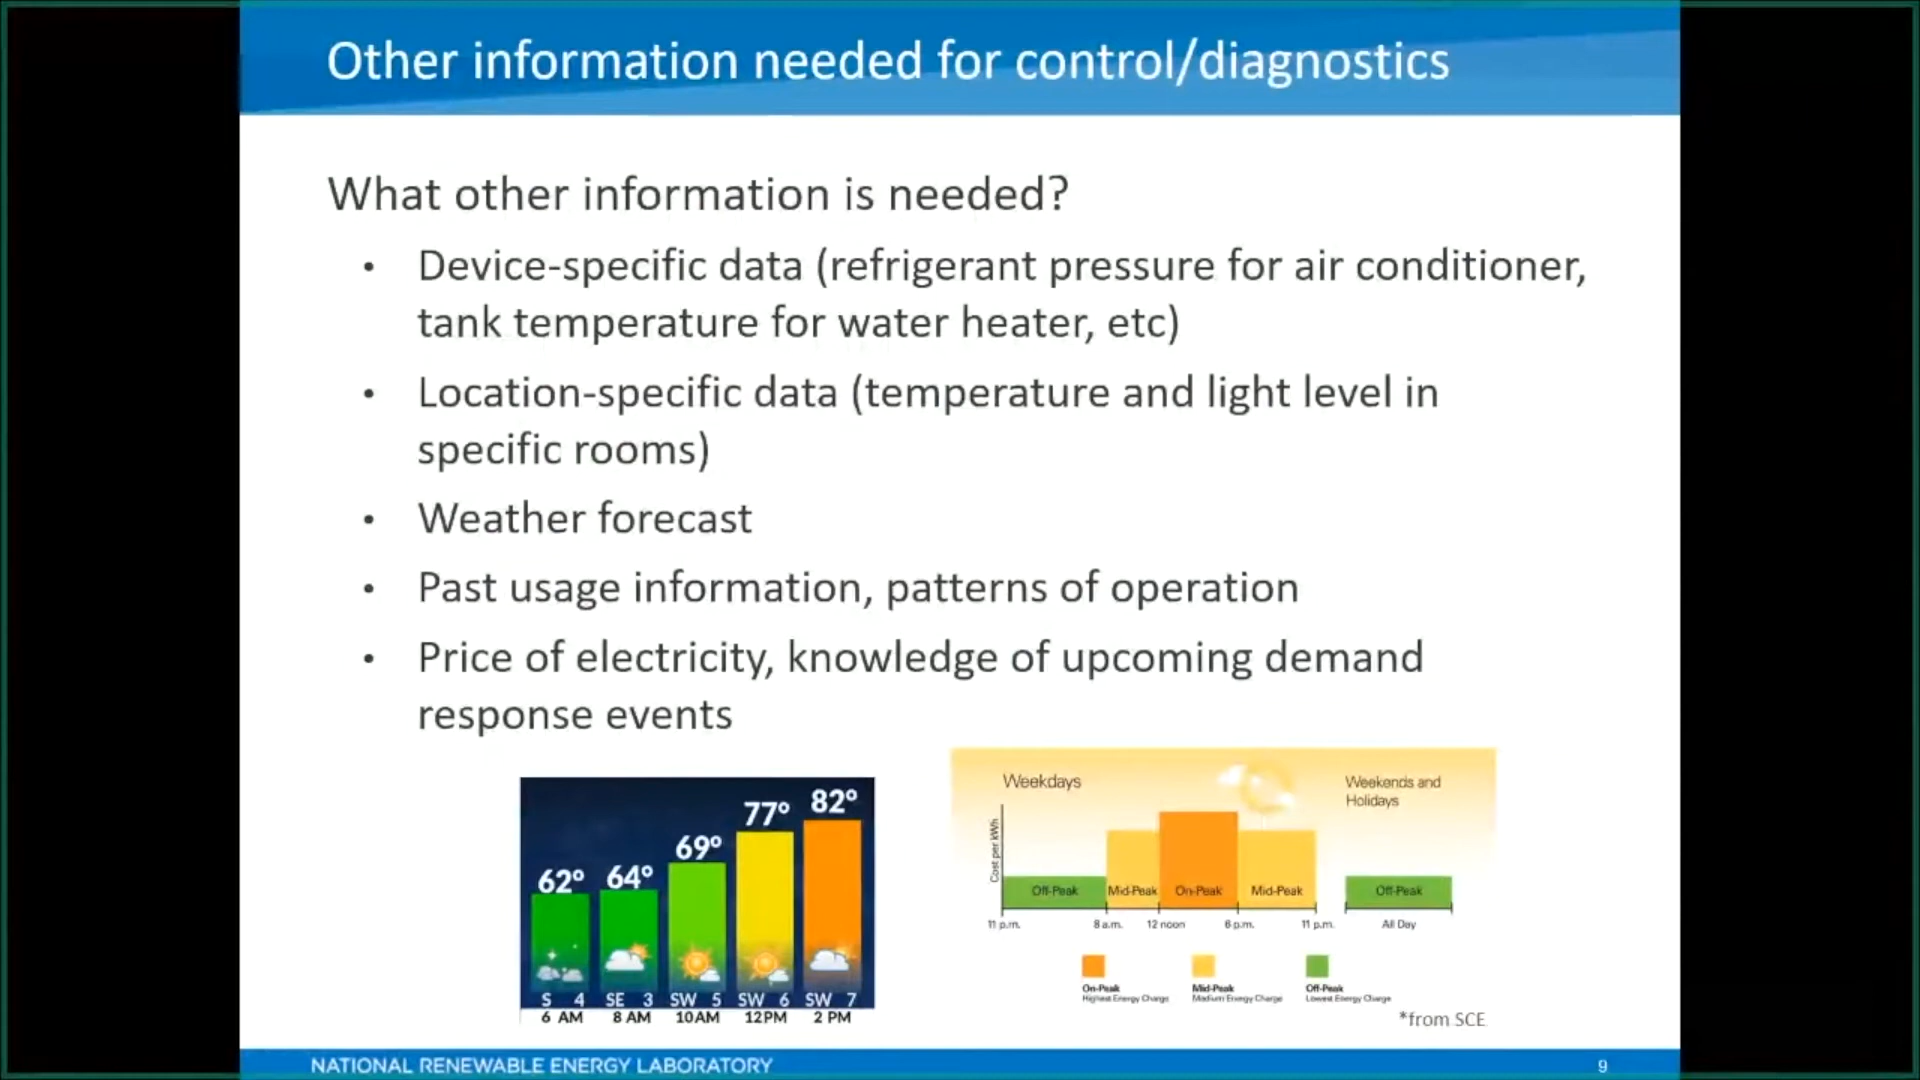 Other information needed for control/diagnostics
What other information is needed?
• Device-specific data (refrigerant pressure for air conditioner,
tank temperature for water heater, etc)
• Location-specific data (temperature and light level in
specific rooms)
• Weather forecast
• Past usage information, patterns of operation
• Price of electricity, knowledge of upcoming demand
response events
62° 64° 69° 77° 82°
S 4 SE 3 SW 5 SW 6 SW 7
6 AM 8 AM 10AM 12PM 2 PM
Weekdays
Weekends and
Holidays
Cost per kWh
Off-Peak Mid-Peak On-Peak Mid-Peak Off-Peak
11 p.m. 8 a.m. 12 noon 6 p.m. 11 p.m. All Day
On-Peak Mid-Peak Off-Peak
Highest Energy Charge Medium Energy Charge Lowest Energy Charge
*from SCE
NATIONAL RENEWABLE ENERGY LABORATORY 9